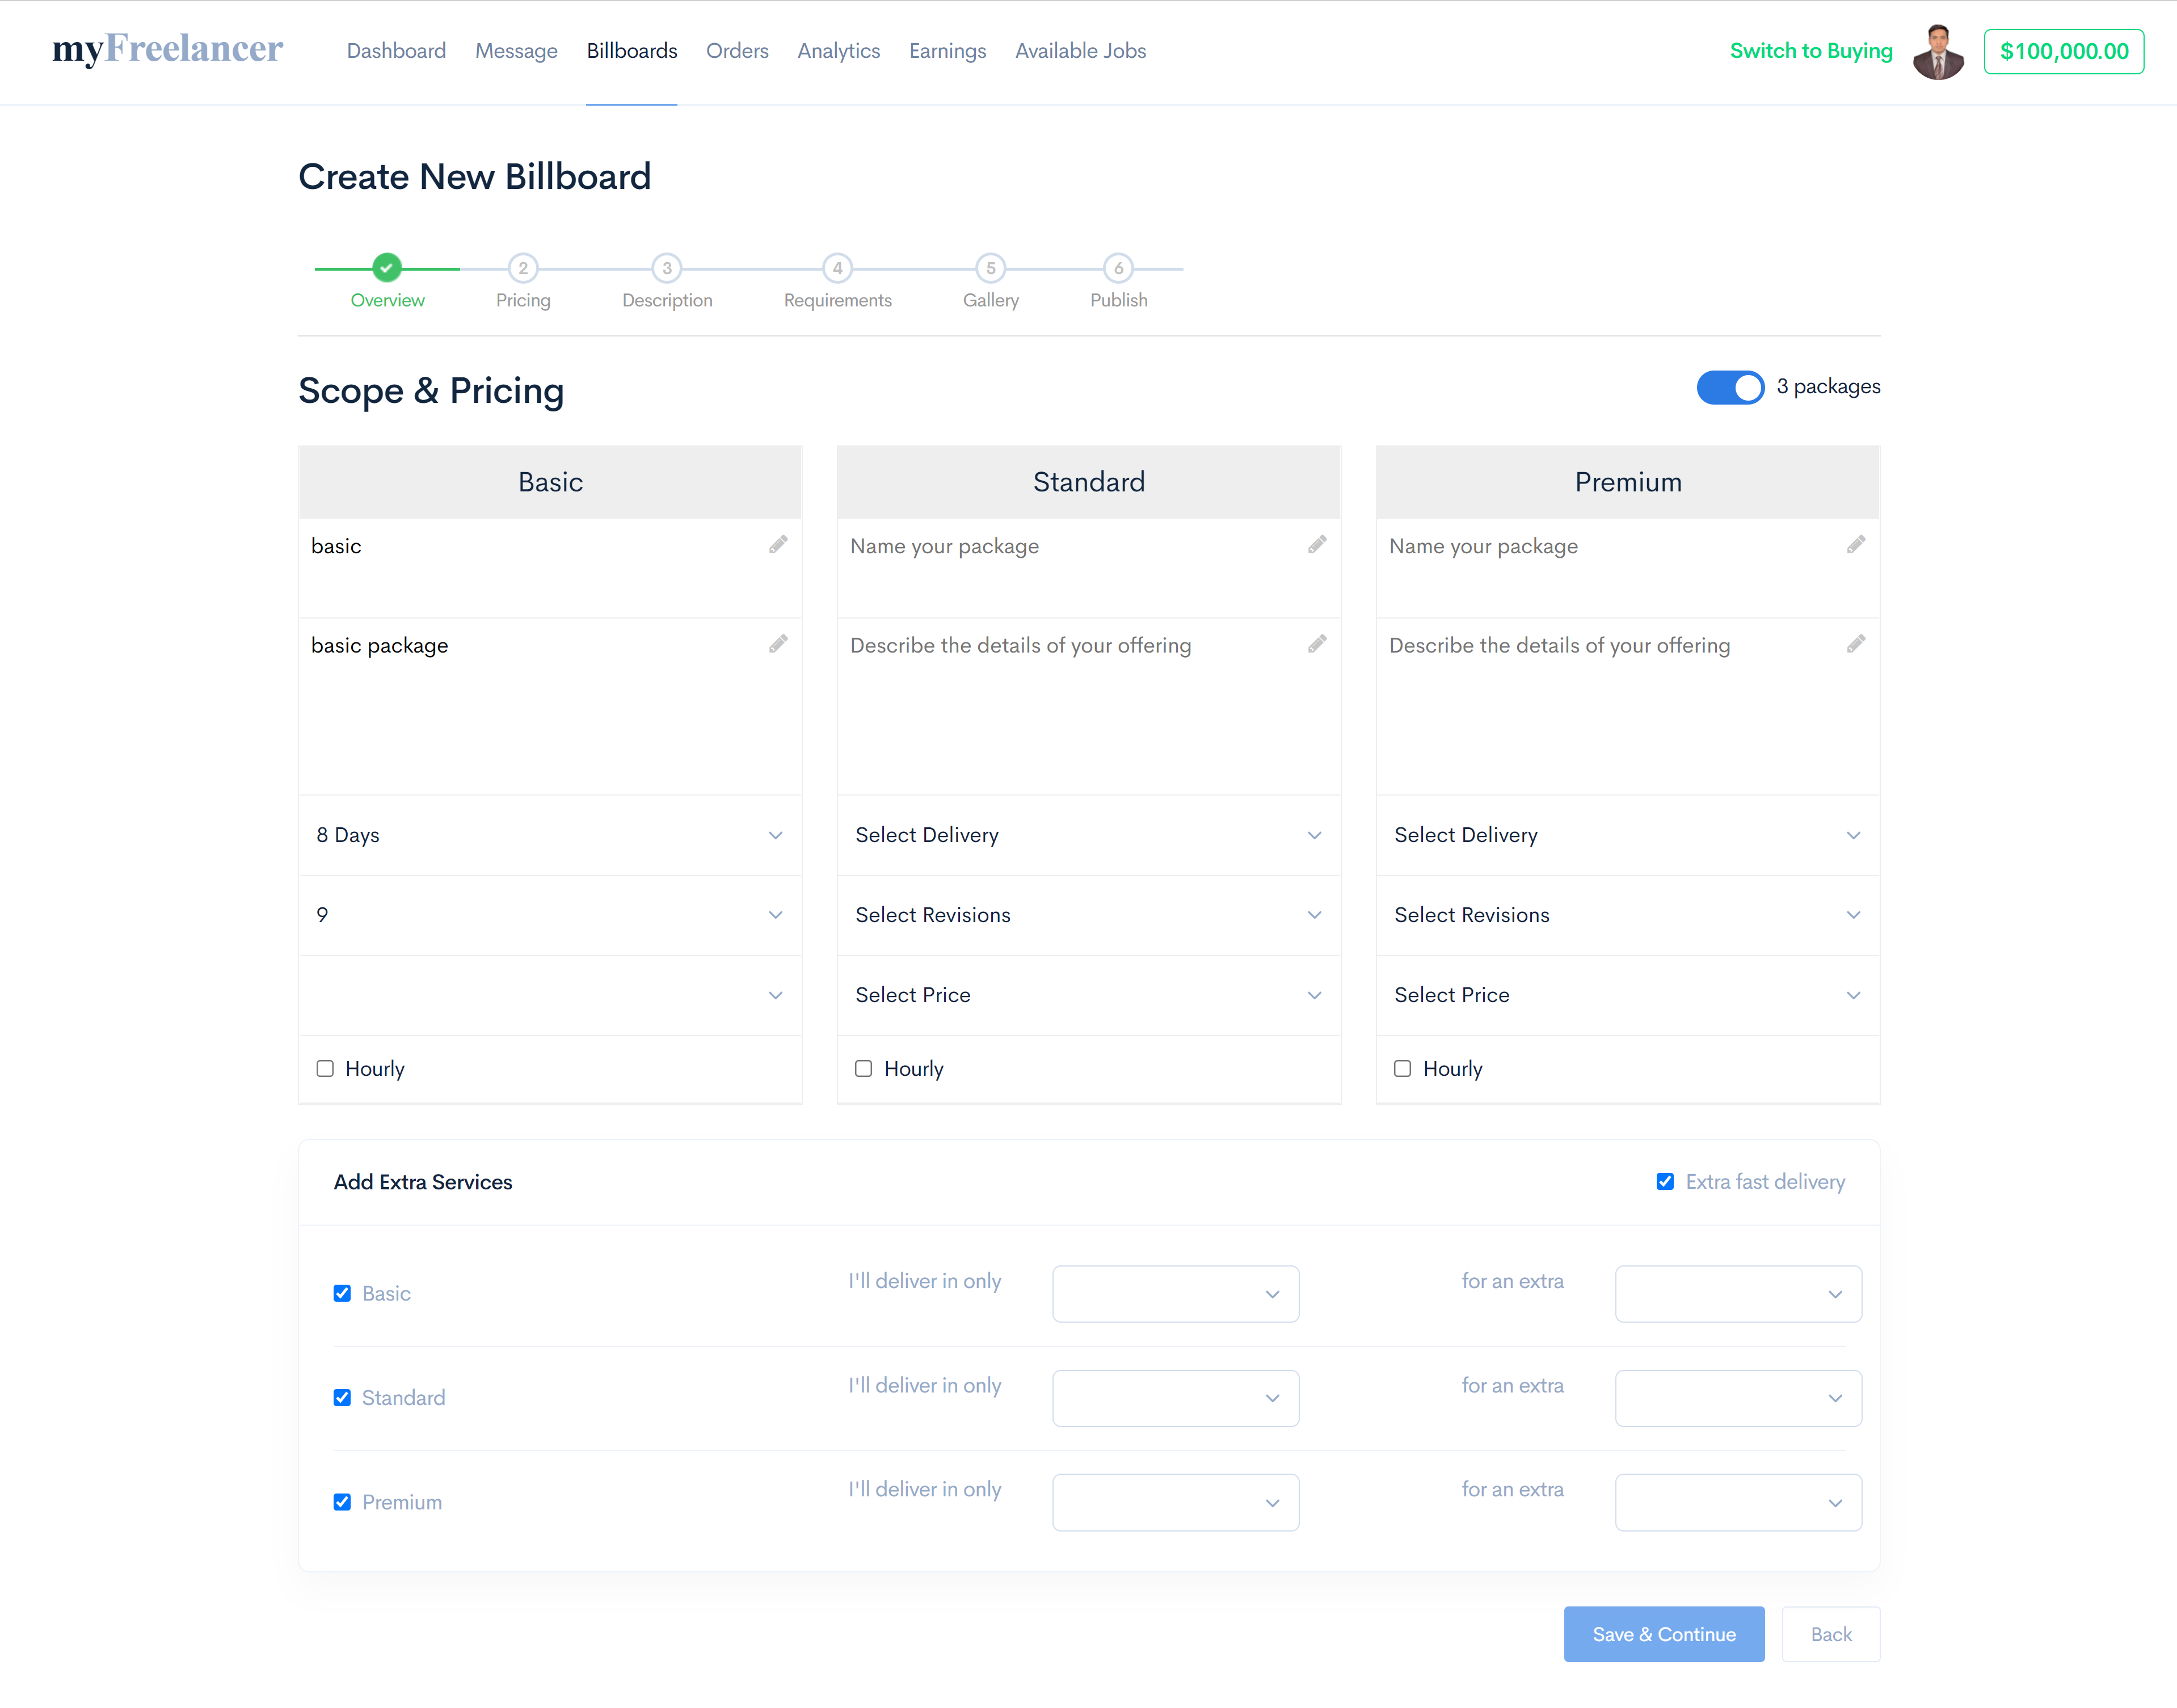 myFreelancer Dashboard Message Billboards Orders Analytics Earnings Available Jobs Switch to Buying $100,000.00
Create New Billboard
2 3 4 5 6
Overview Pricing Description Requirements Gallery Publish
Scope & Pricing 3 packages
Basic Standard Premium
basic Name your package Name your package
basic package Describe the details of your offering Describe the details of your offering
8 Days Select Delivery Select Delivery
9 Select Revisions Select Revisions
Select Price Select Price
Hourly Hourly Hourly
Add Extra Services Extra fast delivery
Basic I'll deliver in only for an extra
Standard I'll deliver in only for an extra
Premium I'll deliver in only for an extra
Save & Continue Back